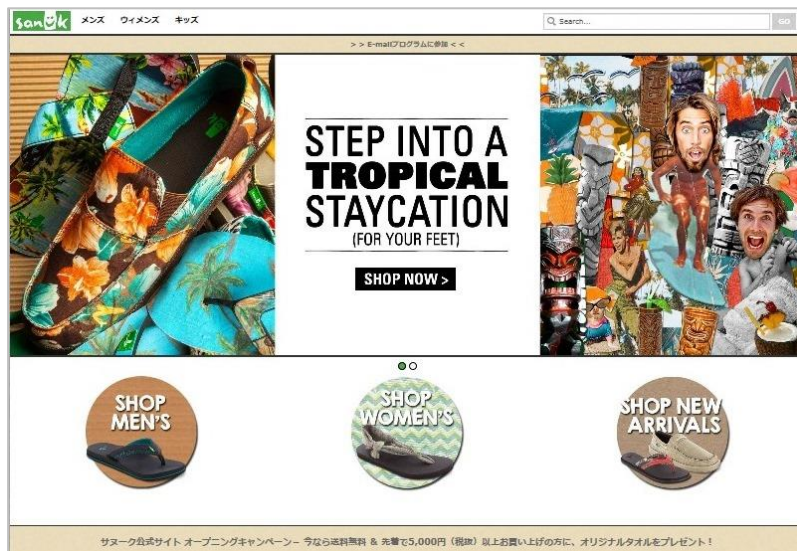 sanuk
メンズ ウィメンズ キッズ
Search...
GO
> > E-mailプログラムに参加 < <
STEP INTO A
TROPICAL
STAYCATION
(FOR YOUR FEET)
SHOP NOW >
SHOP
MEN'S
SHOP
WOMEN'S
SHOP NEW
ARRIVALS
サヌーク公式サイト オープニングキャンペーン – 今なら送料無料 & 先着で5,000円（税抜）以上お買い上げの方に、オリジナルタオルをプレゼント！